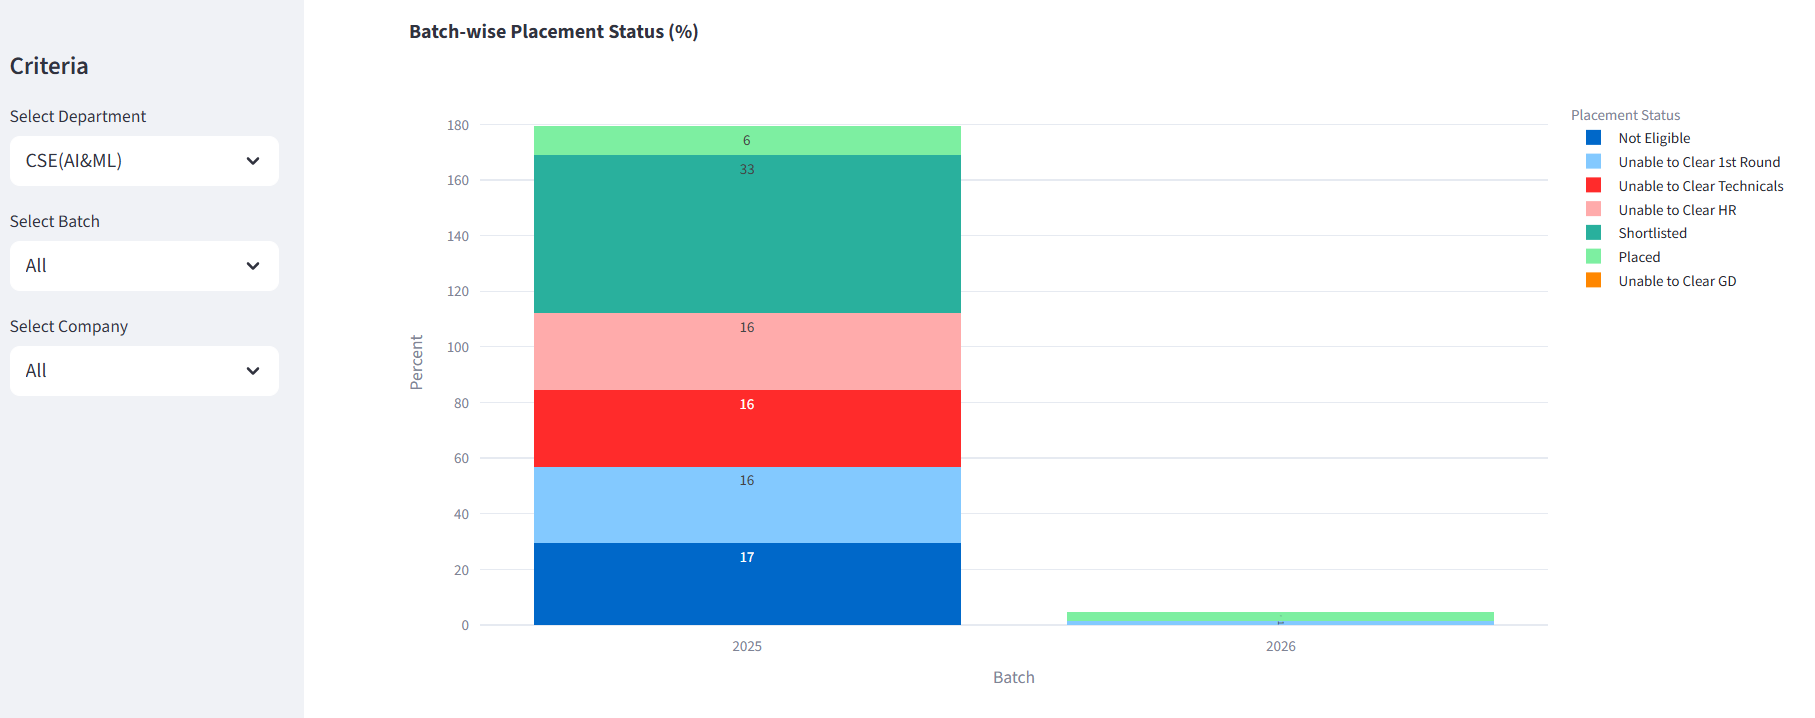 Criteria
Select Department
CSE(AI&ML)
Select Batch
All
Select Company
All
Batch-wise Placement Status (%)
Percent
180
160
140
120
100
80
60
40
20
0
6
33
16
16
16
17
2025
2026
Batch
Placement Status
Not Eligible
Unable to Clear 1st Round
Unable to Clear Technicals
Unable to Clear HR
Shortlisted
Placed
Unable to Clear GD